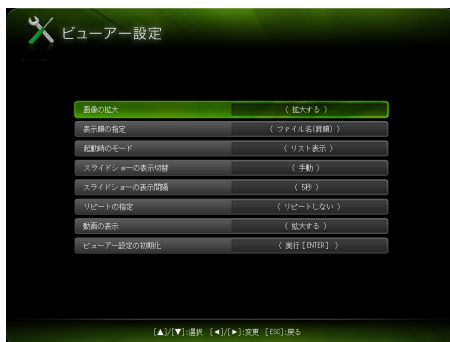 ビューアー設定
画像の拡大 〈 拡大する 〉
表示順の指定 〈 ファイル名(昇順) 〉
起動時のモード 〈 リスト表示 〉
スライドショーの表示切替 〈 手動 〉
スライドショーの表示間隔 〈 5秒 〉
リピートの指定 〈 リピートしない 〉
動画の表示 〈 拡大する 〉
ビューアー設定の初期化 〈 実行 [ENTER] 〉
[▲]/[▼]:選択 [◄]/[►]:変更 [ESC]:戻る